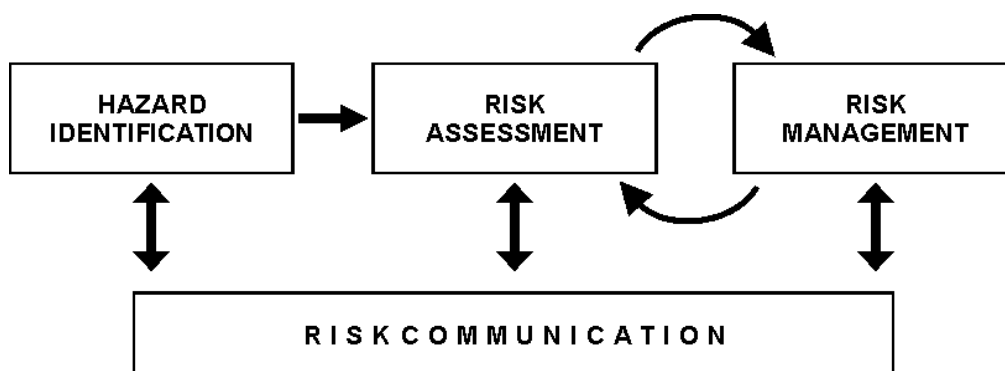 HAZARD
IDENTIFICATION
RISK
ASSESSMENT
RISK
MANAGEMENT
RISK COMMUNICATION